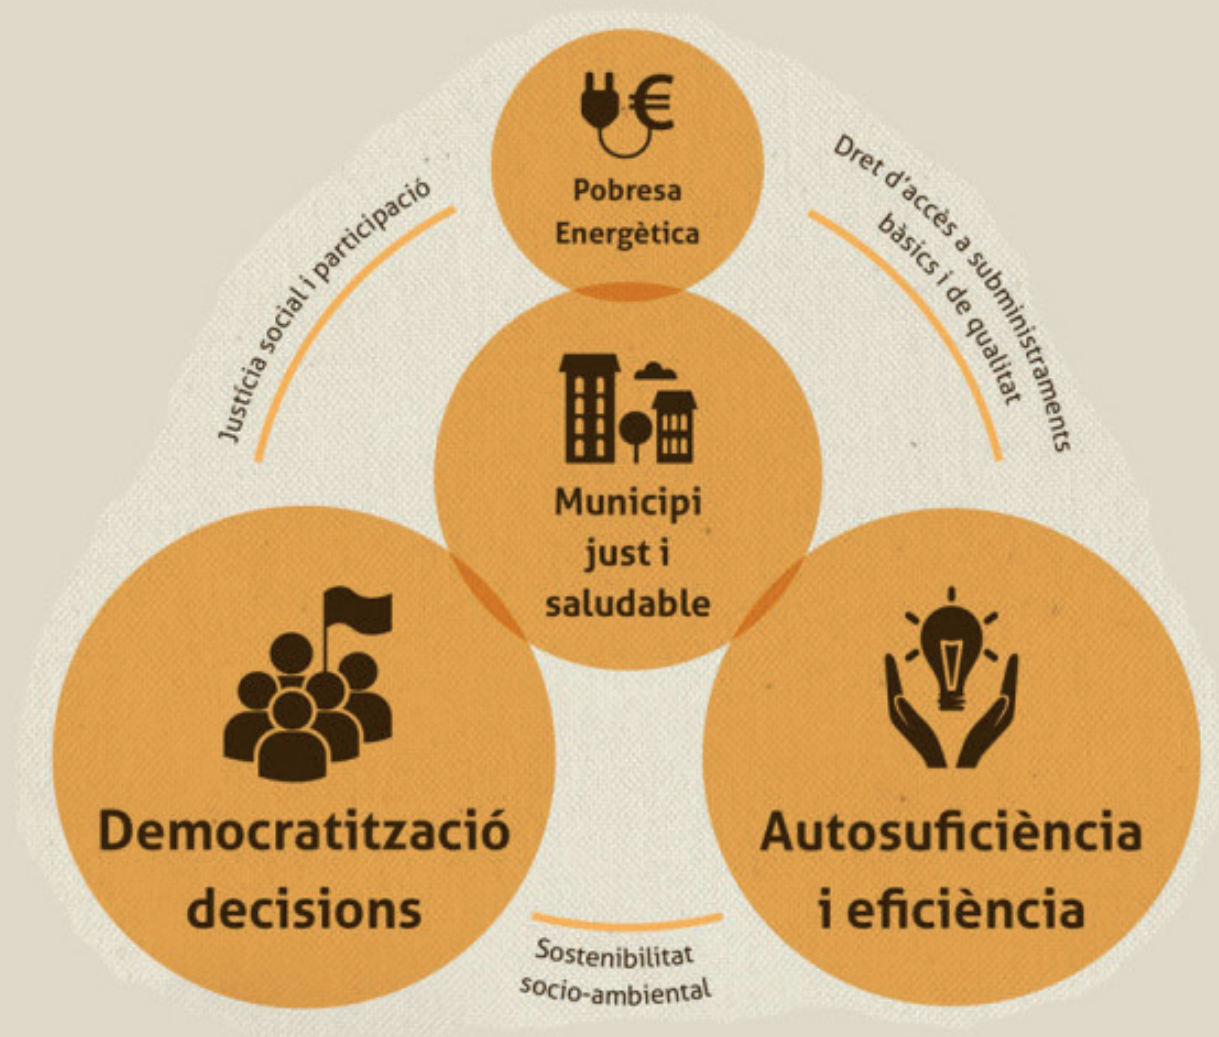 €
Pobresa
Energètica
Justícia social i participació
Dret d'accès a subministraments
bàsics i de qualitat
Municipi
just i
saludable
Democratització
decisions
Autosuficiència
i eficiència
Sostenibilitat
socio-ambiental